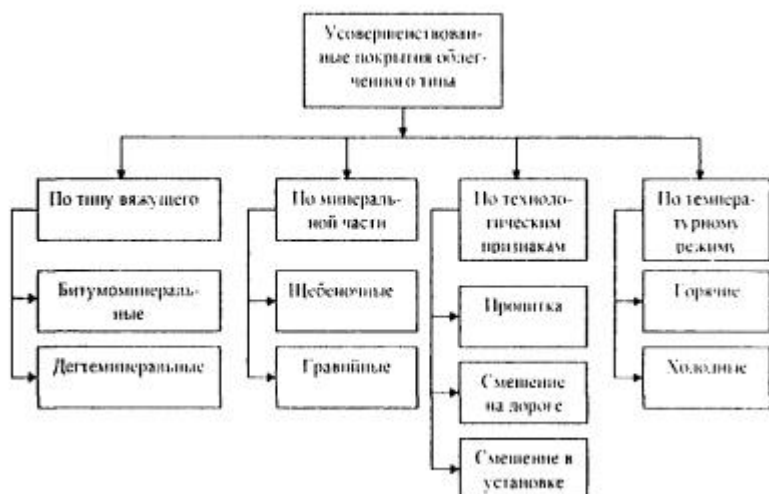 Усовершенствован-
ные покрытия облег-
ченного типа
По типу вяжущего
Битумоминераль-
ные
Дегтеминеральные
По минераль-
ной части
Щебеночные
Гравийные
По техноло-
гическим
признакам
Пропитка
Смешение
на дороге
Смешение в
установке
По темпера-
турному
режиму
Горячие
Холодные